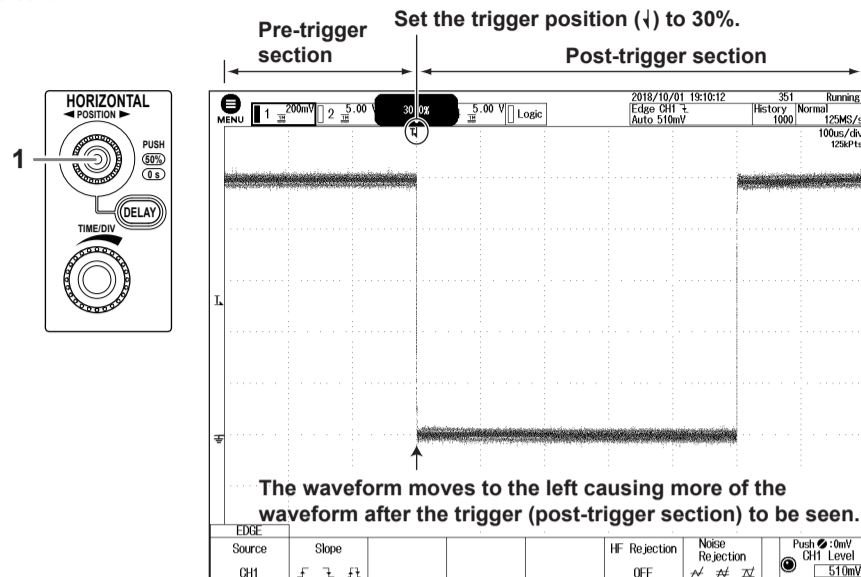 Set the trigger position ( ) to 30%.
Pre-trigger
section
Post-trigger section
HORIZONTAL
◄ POSITION ►
PUSH
50%
0 s
1
DELAY
TIME/DIV
MENU
1 200mV 2 5.00 V 30.0% 5.00 V Logic
2018/10/01 19:10:12
Edge CH1
Auto 510mV
351
History
1000
Running
Normal
125MS/s
100us/div
125kPts
T
The waveform moves to the left causing more of the
waveform after the trigger (post-trigger section) to be seen.
EDGE
Source
CH1
Slope
HF Rejection
OFF
Noise
Rejection
Push :0mV
CH1 Level
510mV